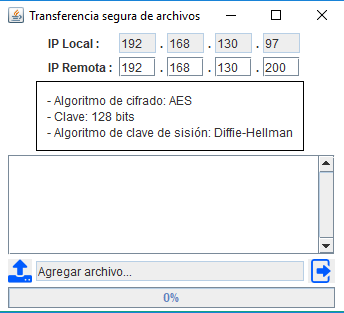 Transferencia segura de archivos
IP Local : 192 . 168 . 130 . 97
IP Remota : 192 . 168 . 130 . 200
- Algoritmo de cifrado: AES
- Clave: 128 bits
- Algoritmo de clave de sisión: Diffie-Hellman
Agregar archivo...
0%